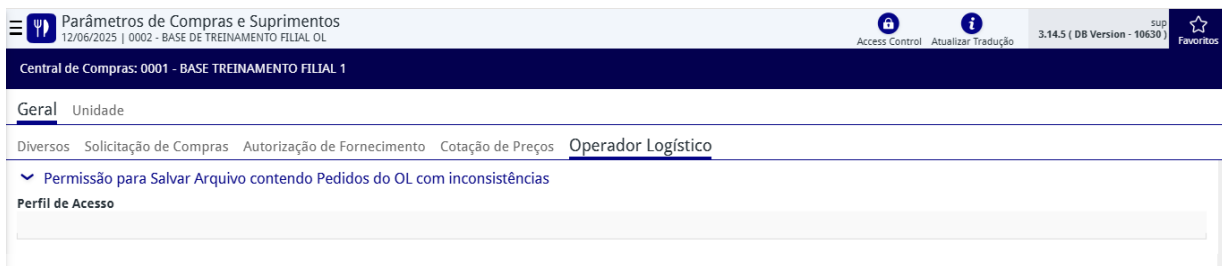 Parâmetros de Compras e Suprimentos
12/06/2025 | 0002 - BASE DE TREINAMENTO FILIAL OL
Access Control
Atualizar Tradução
sup
3.14.5 ( DB Version - 10630 )
Favoritos
Central de Compras: 0001 - BASE TREINAMENTO FILIAL 1
Geral Unidade
Diversos Solicitação de Compras Autorização de Fornecimento Cotação de Preços Operador Logístico
Permissão para Salvar Arquivo contendo Pedidos do OL com inconsistências
Perfil de Acesso